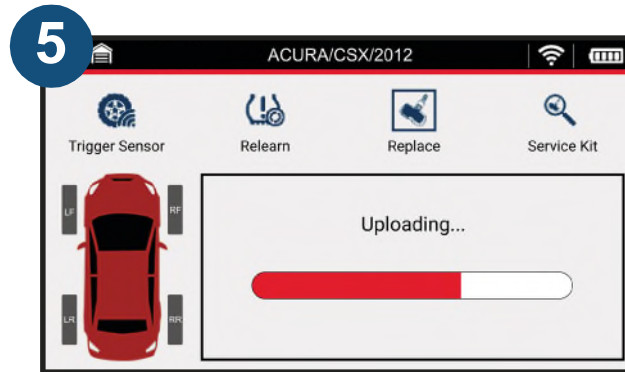 5
ACURA/CSX/2012
Trigger Sensor Relearn Replace Service Kit
LF RF
Uploading...
LR RR